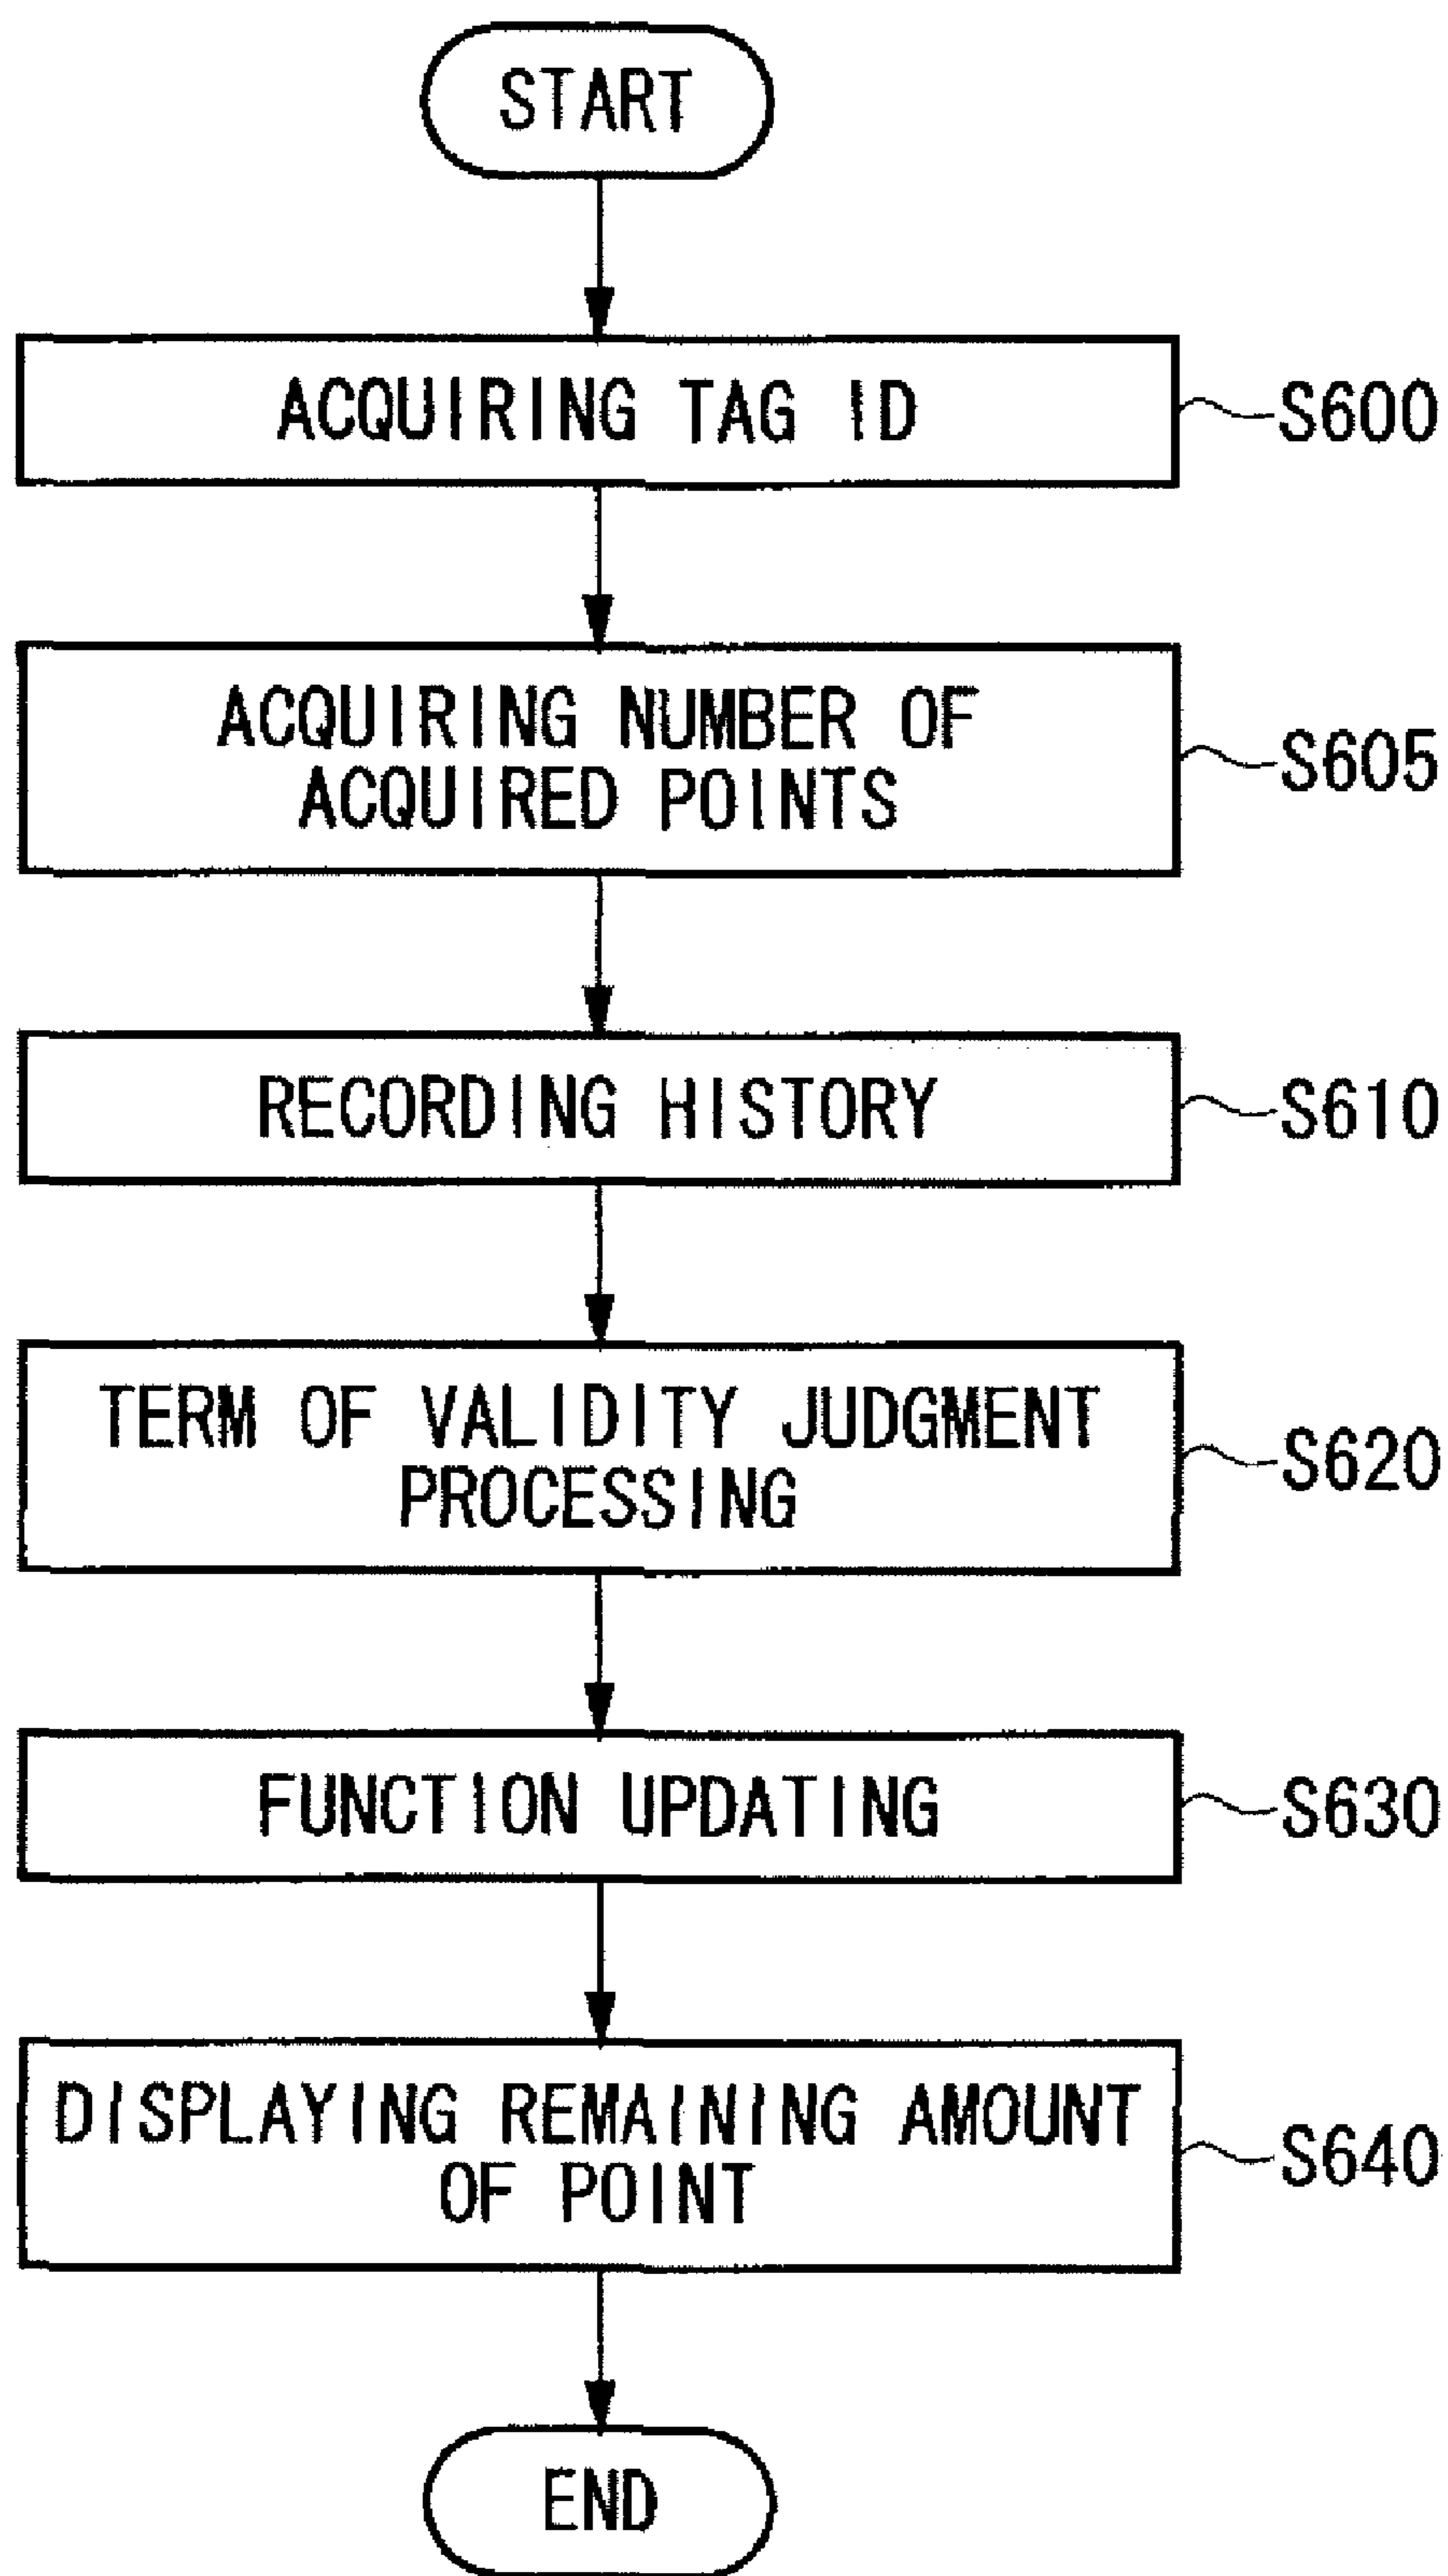 START
ACQUIRING TAG ID
S600
ACQUIRING NUMBER OF
ACQUIRED POINTS
S605
RECORDING HISTORY
S610
TERM OF VALIDITY JUDGMENT
PROCESSING
S620
FUNCTION UPDATING
S630
DISPLAYING REMAINING AMOUNT
OF POINT
S640
END